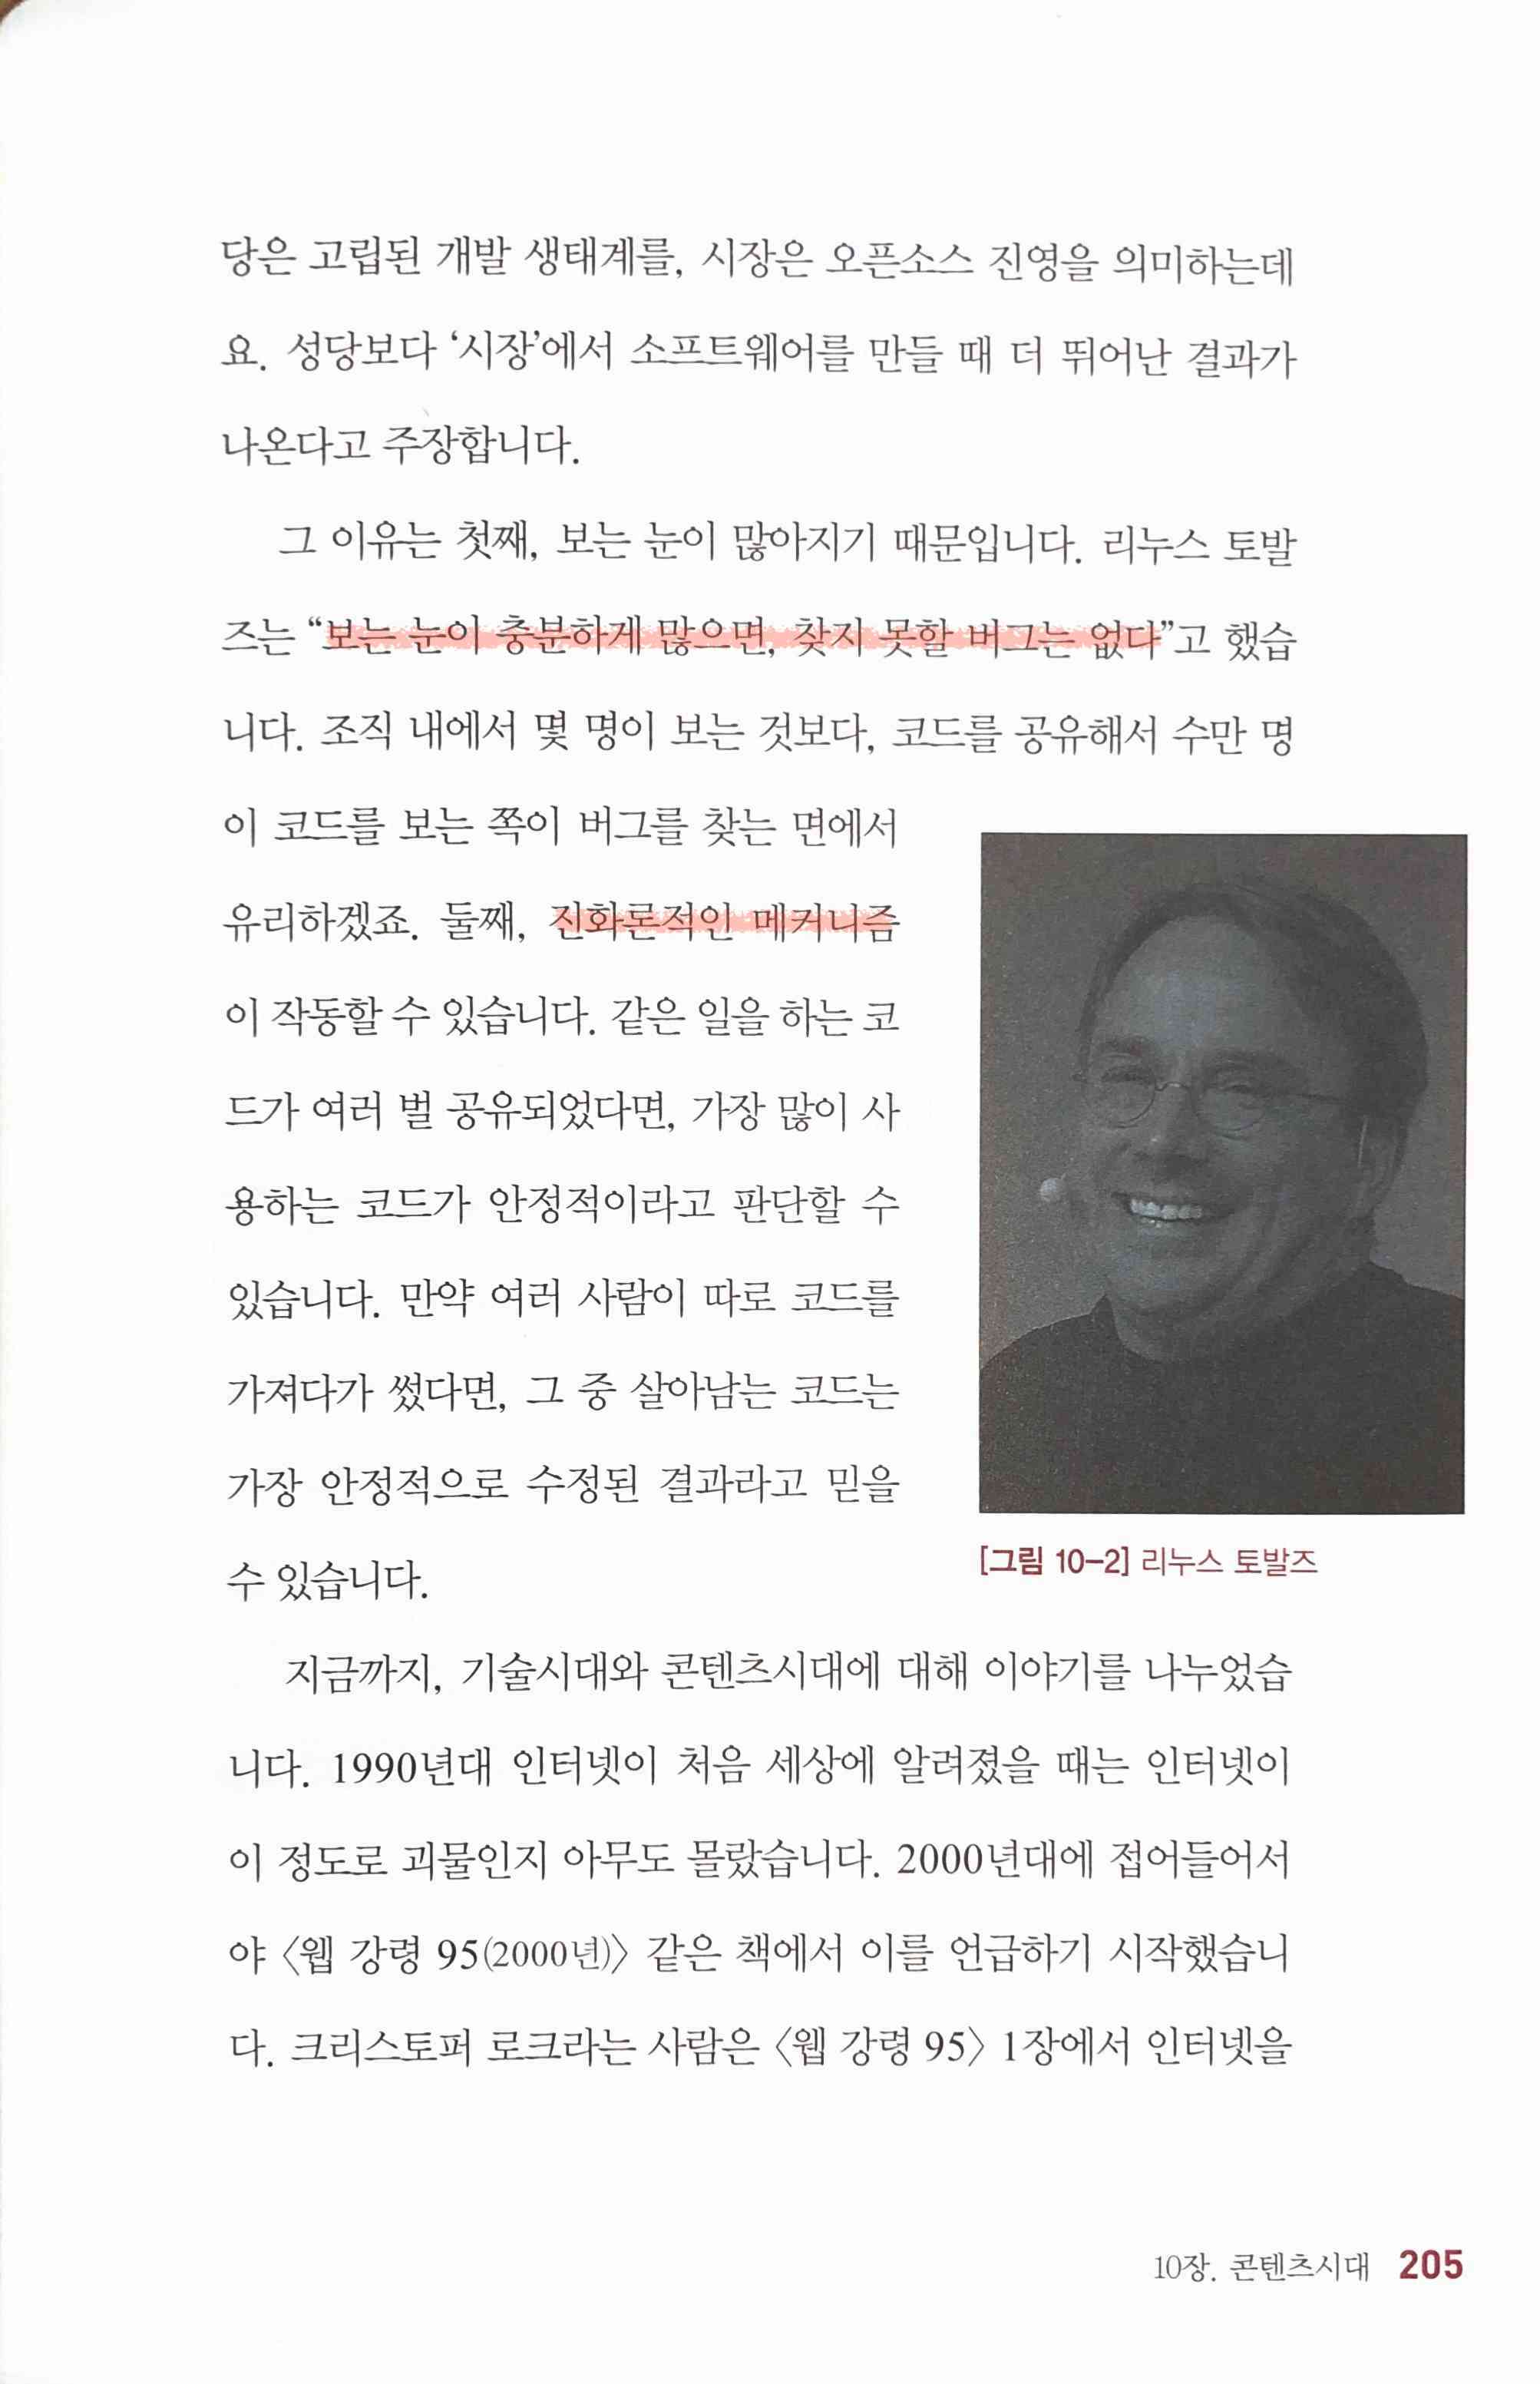 당은 고립된 개발 생태계를, 시장은 오픈소스 진영을 의미하는데
요. 성당보다 ‘시장’에서 소프트웨어를 만들 때 더 뛰어난 결과가
나온다고 주장합니다.
그 이유는 첫째, 보는 눈이 많아지기 때문입니다. 리누스 토발
즈는 “보는 눈이 충분하게 많으면, 찾지 못할 버그는 없다”고 했습
니다. 조직 내에서 몇 명이 보는 것보다, 코드를 공유해서 수만 명
이 코드를 보는 쪽이 버그를 찾는 면에서
유리하겠죠. 둘째, 진화론적인 메커니즘
이 작동할 수 있습니다. 같은 일을 하는 코
드가 여러 벌 공유되었다면, 가장 많이 사
용하는 코드가 안정적이라고 판단할 수
있습니다. 만약 여러 사람이 따로 코드를
가져다가 썼다면, 그 중 살아남는 코드는
가장 안정적으로 수정된 결과라고 믿을
수 있습니다.
[그림 10-2] 리누스 토발즈
지금까지, 기술시대와 콘텐츠시대에 대해 이야기를 나누었습
니다. 1990년대 인터넷이 처음 세상에 알려졌을 때는 인터넷이
이 정도로 괴물인지 아무도 몰랐습니다. 2000년대에 접어들어서
야 〈웹 강령 95(2000년)〉 같은 책에서 이를 언급하기 시작했습니
다. 크리스토퍼 로크라는 사람은 〈웹 강령 95〉 1장에서 인터넷을
10장. 콘텐츠시대 205